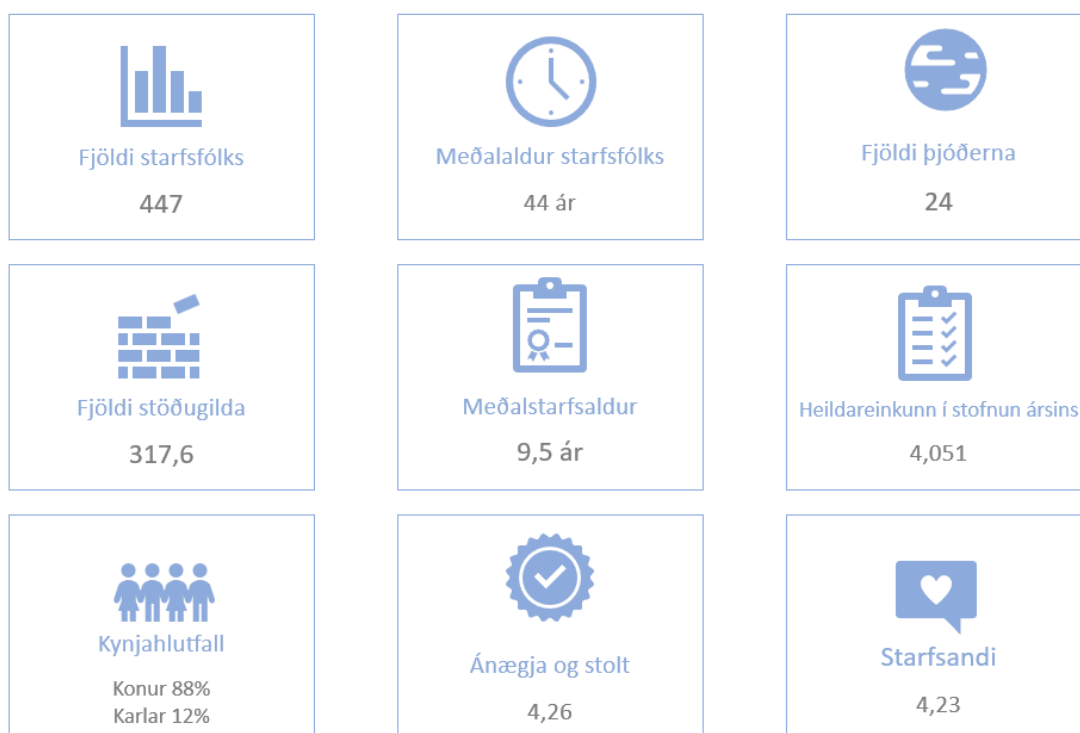 Fjöldi starfsfólks
447
Meðalaldur starfsfólks
44 ár
Fjöldi þjóðerna
24
Fjöldi stöðugilda
317,6
Meðalstarfsaldur
9,5 ár
Heildareinkunn í stofnun ársins
4,051
Kynjahlutfall
Konur 88%
Karlar 12%
Ánægja og stolt
4,26
Starfsandi
4,23